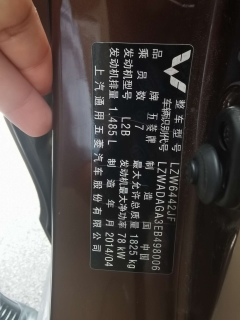 整车型号 LZW6442JF
车辆识别代号 LZWADAGA3EB498006
品牌 五菱牌 制造国 中国
乘员数 7 最大允许总质量 1825 kg
发动机型号 L2B 发动机最大净功率 78 kW
发动机排量 1.485 L 制造年月 2014/04
上汽通用五菱汽车股份有限公司